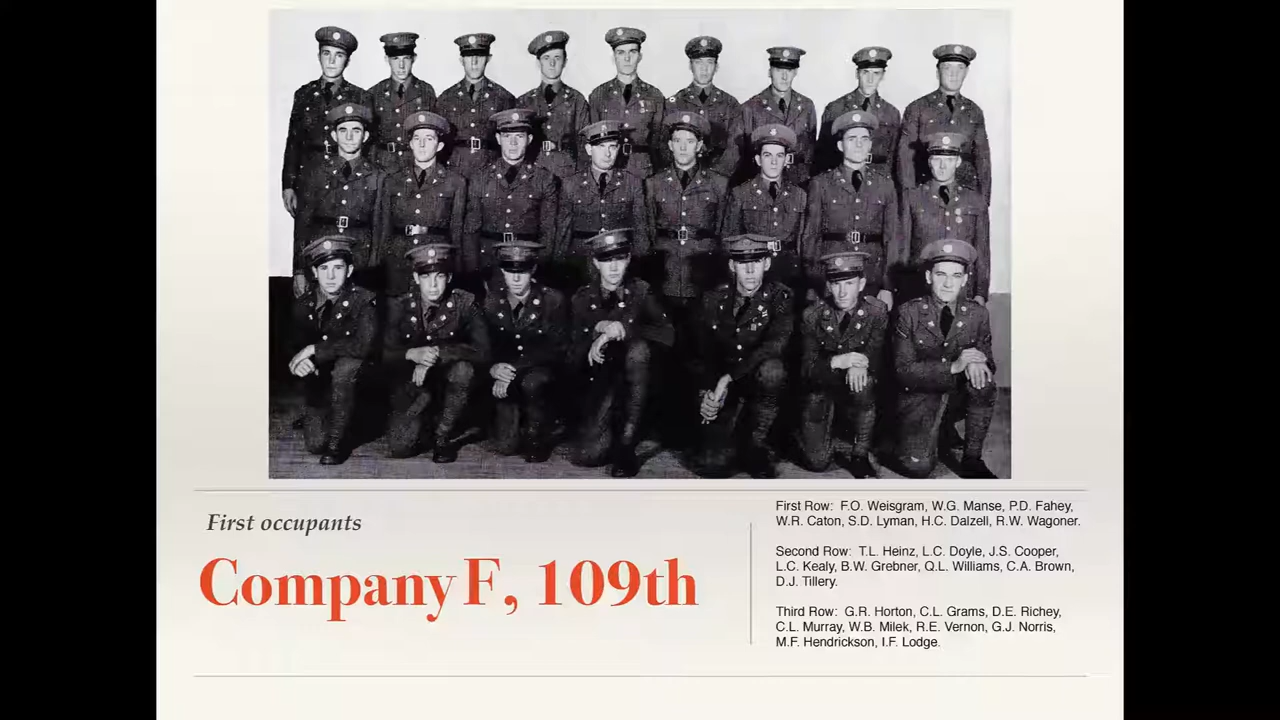 First occupants
Company F, 109th
First Row: F.O. Weisgram, W.G. Manse, P.D. Fahey,
W.R. Caton, S.D. Lyman, H.C. Dalzell, R.W. Wagoner.
Second Row: T.L. Heinz, L.C. Doyle, J.S. Cooper,
L.C. Kealy, B.W. Grebner, Q.L. Williams, C.A. Brown,
D.J. Tillery.
Third Row: G.R. Horton, C.L. Grams, D.E. Richey,
C.L. Murray, W.B. Milek, R.E. Vernon, G.J. Norris,
M.F. Hendrickson, I.F. Lodge.